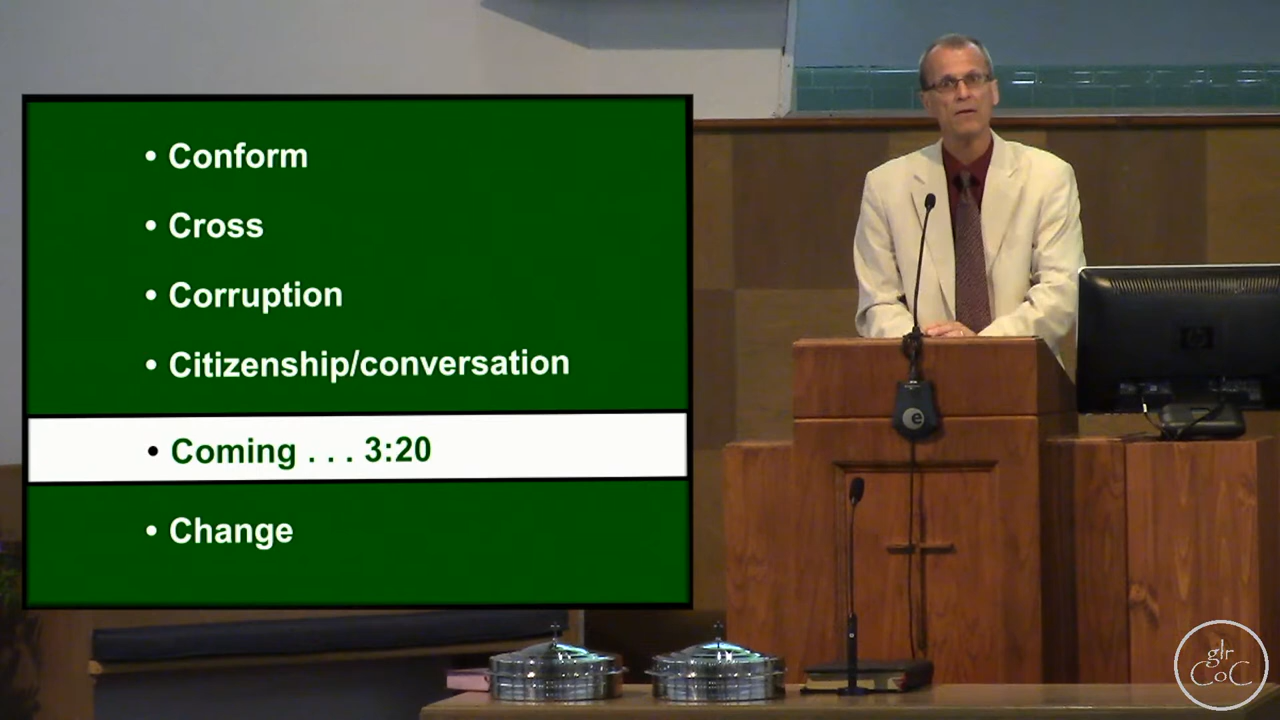 • Conform
• Cross
• Corruption
• Citizenship/conversation
• Coming . . . 3:20
• Change
e
glr
CoC